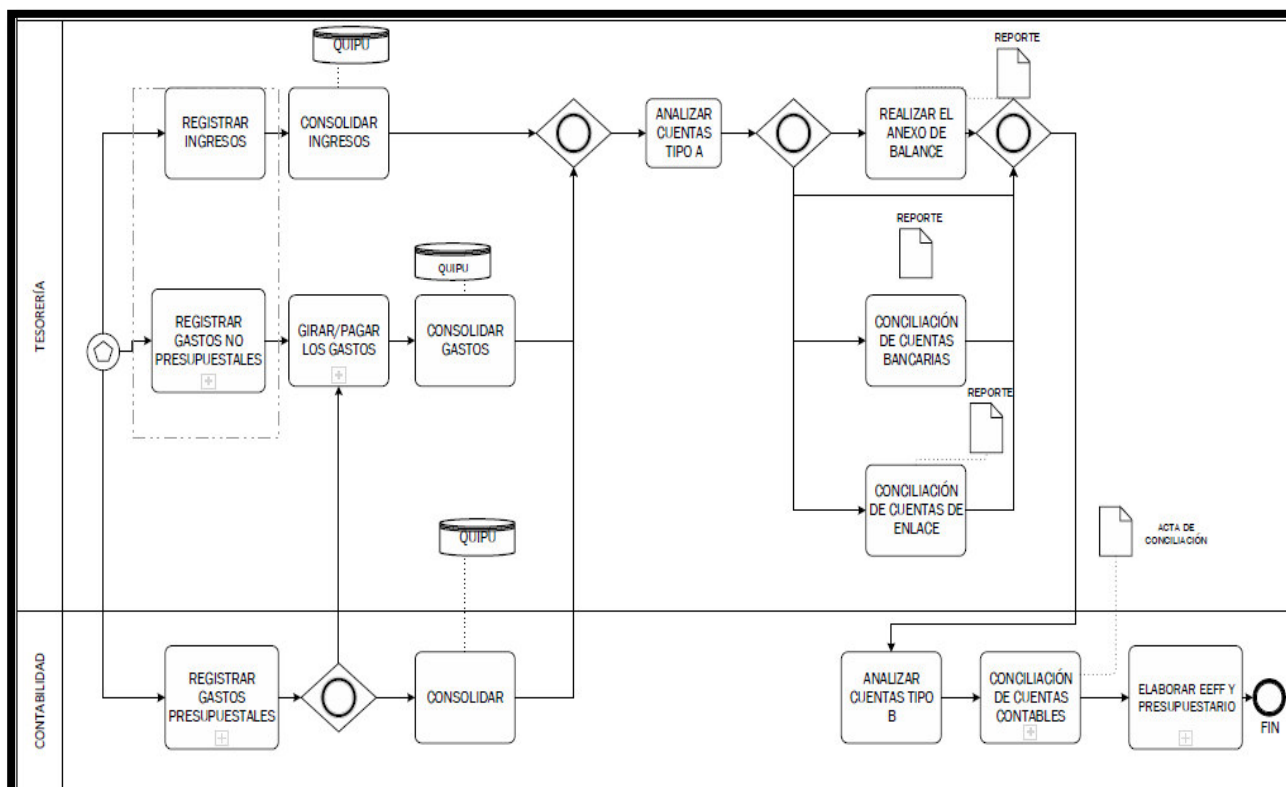 TESORERÍA
QUIPU
REGISTRAR
INGRESOS
CONSOLIDAR
INGRESOS
ANALIZAR
CUENTAS
TIPO A
REALIZAR EL
ANEXO DE
BALANCE
REPORTE
REGISTRAR
GASTOS NO
PRESUPUESTALES
GIRAR/PAGAR
LOS GASTOS
QUIPU
CONSOLIDAR
GASTOS
REPORTE
CONCILIACIÓN
DE CUENTAS
BANCARIAS
REPORTE
CONCILIACIÓN
DE CUENTAS DE
ENLACE
QUIPU
ACTA DE
CONCILIACIÓN
CONTABILIDAD
REGISTRAR
GASTOS
PRESUPUESTALES
CONSOLIDAR
ANALIZAR
CUENTAS TIPO
B
CONCILIACIÓN
DE CUENTAS
CONTABLES
ELABORAR EEFF Y
PRESUPUESTARIO
FIN